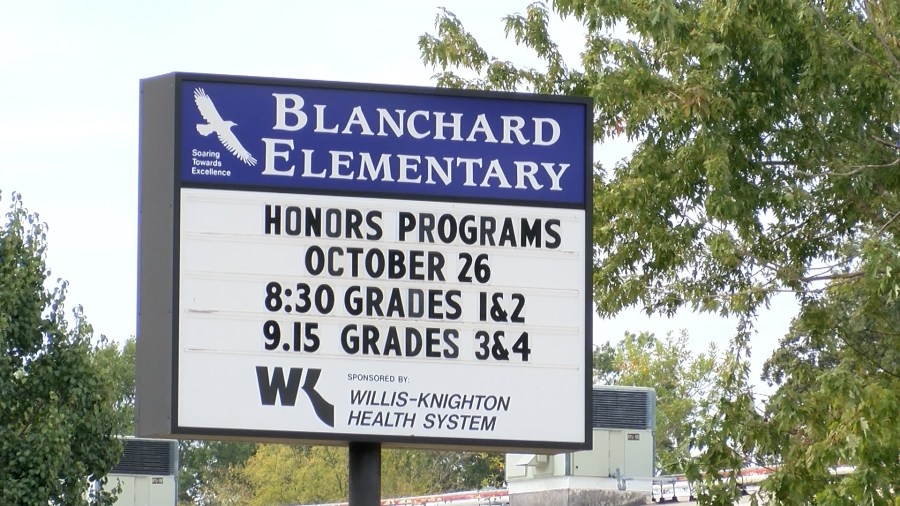 Blanchard
Elementary
Soaring
Towards
Excellence
HONORS PROGRAMS
OCTOBER 26
8:30 GRADES 1&2
9.15 GRADES 3&4
WK
SPONSORED BY:
WILLIS-KNIGHTON
HEALTH SYSTEM